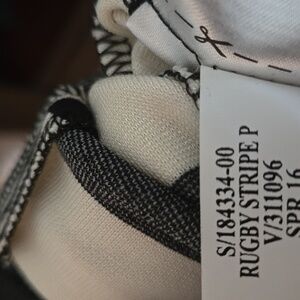 S/184334-00
RUGBY STRIPE P
V/311096
SPR 16